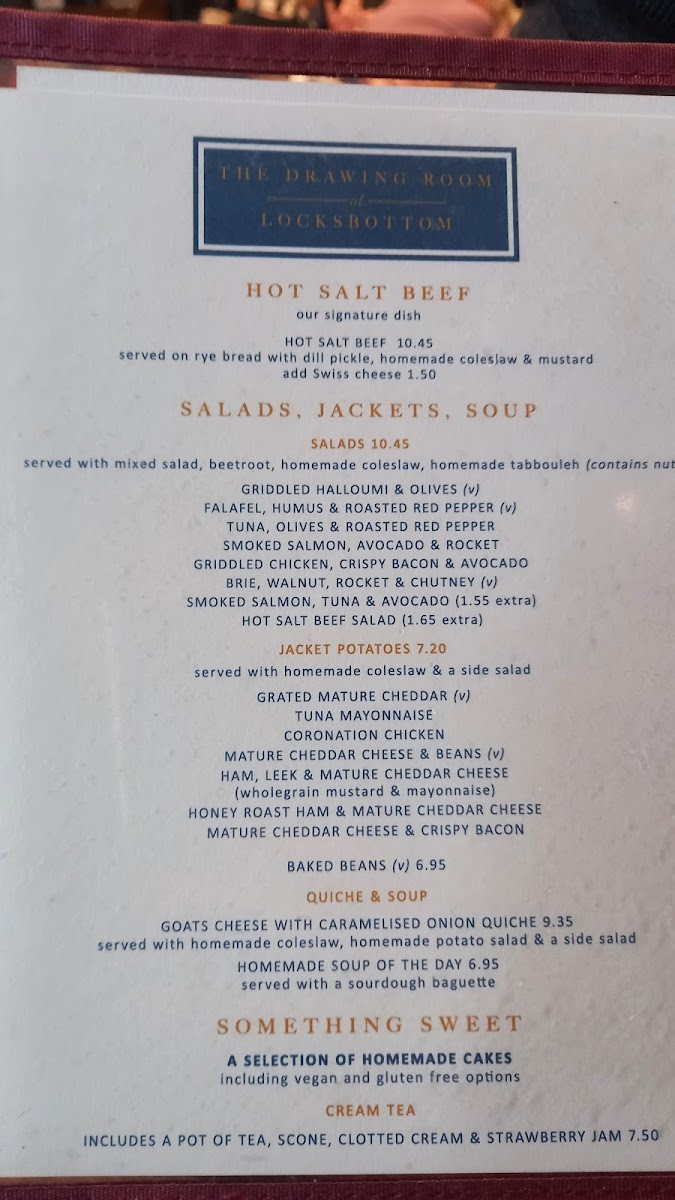 THE DRAWING ROOM
at
LOCKSBOTTOM
HOT SALT BEEF
our signature dish
HOT SALT BEEF 10.45
served on rye bread with dill pickle, homemade coleslaw & mustard
add Swiss cheese 1.50
SALADS, JACKETS, SOUP
SALADS 10.45
served with mixed salad, beetroot, homemade coleslaw, homemade tabbouleh (contains nut
GRIDDLED HALLOUMI & OLIVES (v)
FALAFEL, HUMUS & ROASTED RED PEPPER (v)
TUNA, OLIVES & ROASTED RED PEPPER
SMOKED SALMON, AVOCADO & ROCKET
GRIDDLED CHICKEN, CRISPY BACON & AVOCADO
BRIE, WALNUT, ROCKET & CHUTNEY (v)
SMOKED SALMON, TUNA & AVOCADO (1.55 extra)
HOT SALT BEEF SALAD (1.65 extra)
JACKET POTATOES 7.20
served with homemade coleslaw & a side salad
GRATED MATURE CHEDDAR (v)
TUNA MAYONNAISE
CORONATION CHICKEN
MATURE CHEDDAR CHEESE & BEANS (v)
HAM, LEEK & MATURE CHEDDAR CHEESE
(wholegrain mustard & mayonnaise)
HONEY ROAST HAM & MATURE CHEDDAR CHEESE
MATURE CHEDDAR CHEESE & CRISPY BACON
BAKED BEANS (v) 6.95
QUICHE & SOUP
GOATS CHEESE WITH CARAMELISED ONION QUICHE 9.35
served with homemade coleslaw, homemade potato salad & a side salad
HOMEMADE SOUP OF THE DAY 6.95
served with a sourdough baguette
SOMETHING SWEET
A SELECTION OF HOMEMADE CAKES
including vegan and gluten free options
CREAM TEA
INCLUDES A POT OF TEA, SCONE, CLOTTED CREAM & STRAWBERRY JAM 7.50